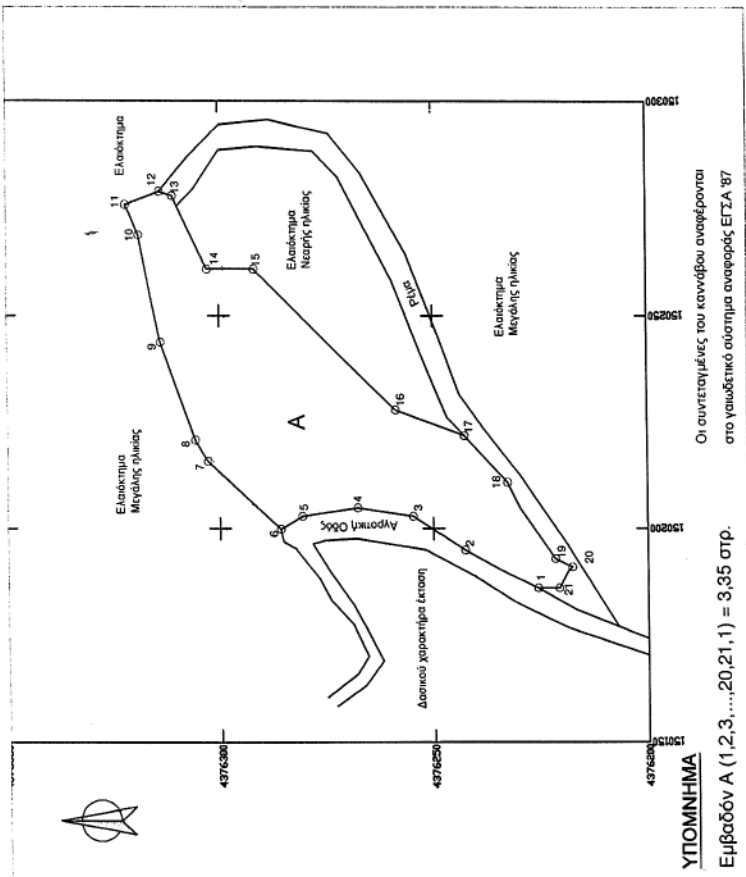 Ελαιόκτημα
Ελαιόκτημα
Μεγάλης ηλικίας
Ελαιόκτημα
Νεαρής ηλικίας
Ελαιόκτημα
Μεγάλης ηλικίας
Δασικού χαρακτήρα έκταση
Αγροτική Οδός
Ρέμα
A
1
2
3
4
5
6
7
8
9
10
11
12
13
14
15
16
17
18
19
20
21
150300
150250
150200
150150
4376300
4376250
4376200
Οι συντεταγμένες του καννάβου αναφέρονται
στο γαιωδετικό σύστημα αναφοράς ΕΓΣΑ '87
ΥΠΟΜΝΗΜΑ
Εμβαδόν Α (1,2,3,...,20,21,1) = 3,35 στρ.